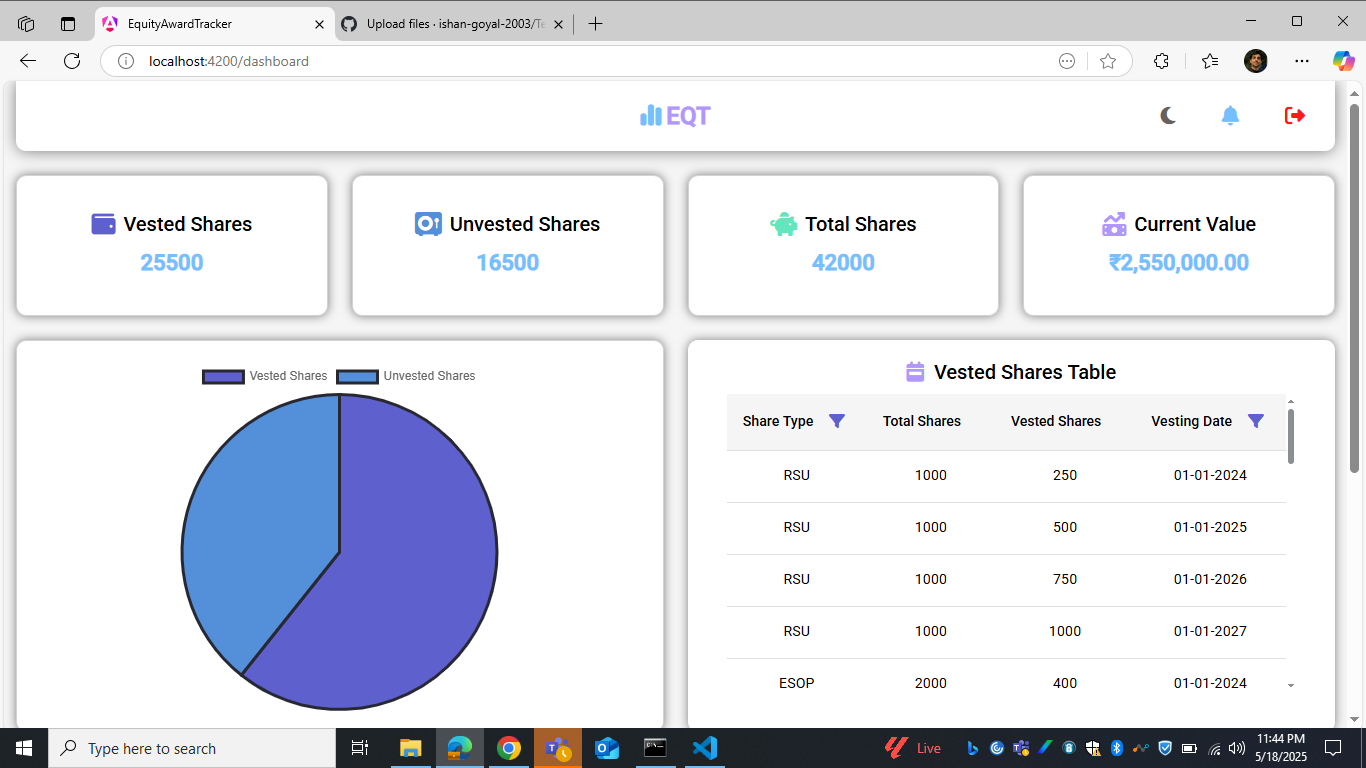 EquityAwardTracker
Upload files · ishan-goyal-2003/Te
localhost:4200/dashboard
EQT
Vested Shares
25500
Unvested Shares
16500
Total Shares
42000
Current Value
₹2,550,000.00
Vested Shares Unvested Shares
Vested Shares Table
Share Type Total Shares Vested Shares Vesting Date
RSU 1000 250 01-01-2024
RSU 1000 500 01-01-2025
RSU 1000 750 01-01-2026
RSU 1000 1000 01-01-2027
ESOP 2000 400 01-01-2024
Type here to search
Live
11:44 PM
5/18/2025